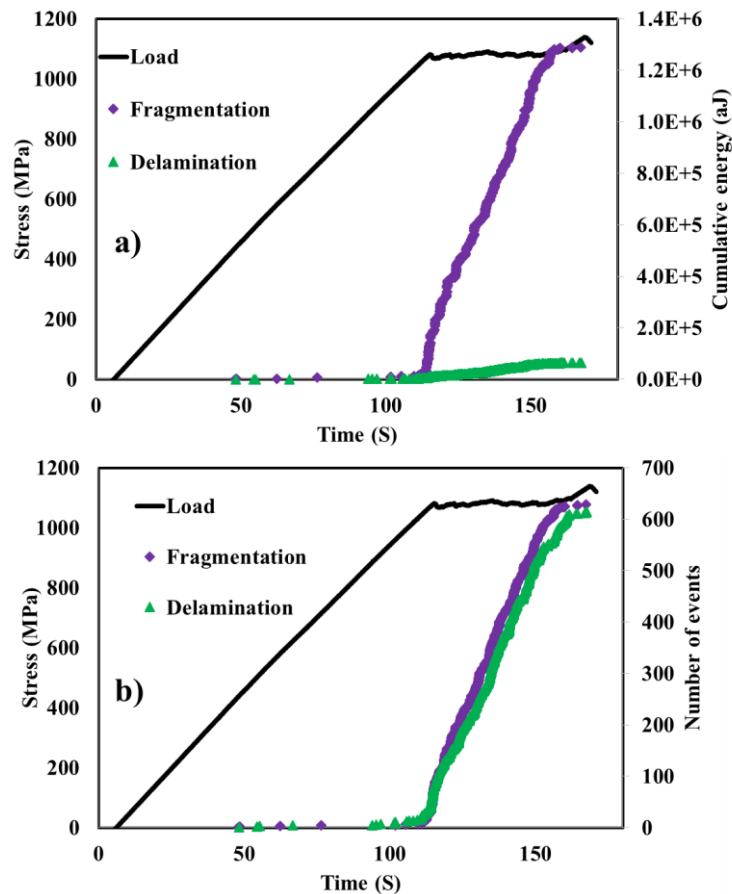 1200
1000
800
600
400
200
0
Stress (MPa)
Load
Fragmentation
Delamination
a)
1.4E+6
1.2E+6
1.0E+6
8.0E+5
6.0E+5
4.0E+5
2.0E+5
0.0E+0
Cumulative energy (aJ)
0 50 100 150
Time (S)
1200
1000
800
600
400
200
0
Stress (MPa)
Load
Fragmentation
Delamination
b)
700
600
500
400
300
200
100
0
Number of events
0 50 100 150
Time (S)